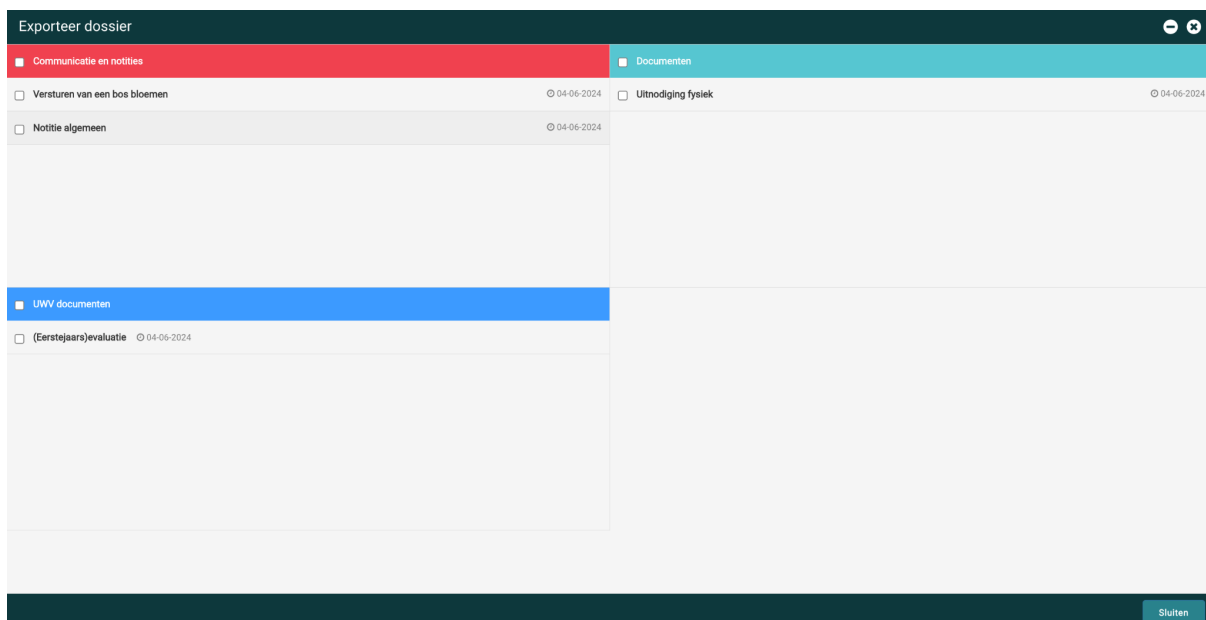 Exporteer dossier
Communicatie en notities
Versturen van een bos bloemen 04-06-2024
Notitie algemeen 04-06-2024
Documenten
Uitnodiging fysiek 04-06-2024
UWV documenten
(Eerstejaars)evaluatie 04-06-2024
Sluiten